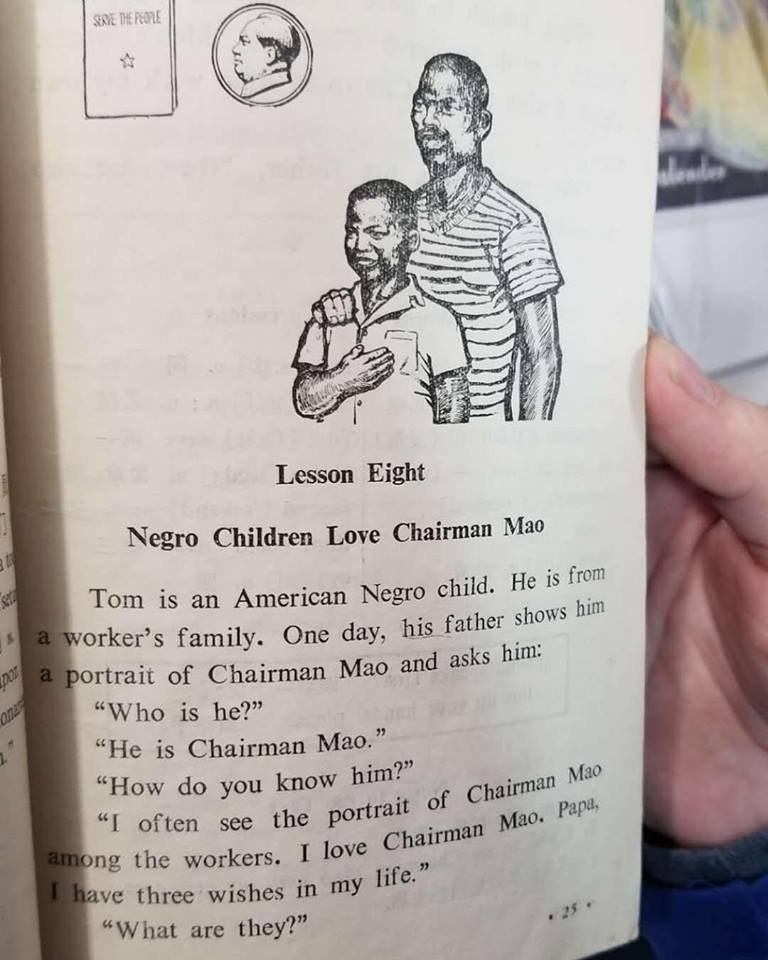 SERVE THE PEOPLE
Lesson Eight
Negro Children Love Chairman Mao
Tom is an American Negro child. He is from
a worker's family. One day, his father shows him
a portrait of Chairman Mao and asks him:
“Who is he?”
“He is Chairman Mao.”
“How do you know him?”
“I often see the portrait of Chairman Mao
among the workers. I love Chairman Mao. Papa,
I have three wishes in my life.”
“What are they?”
• 25 •